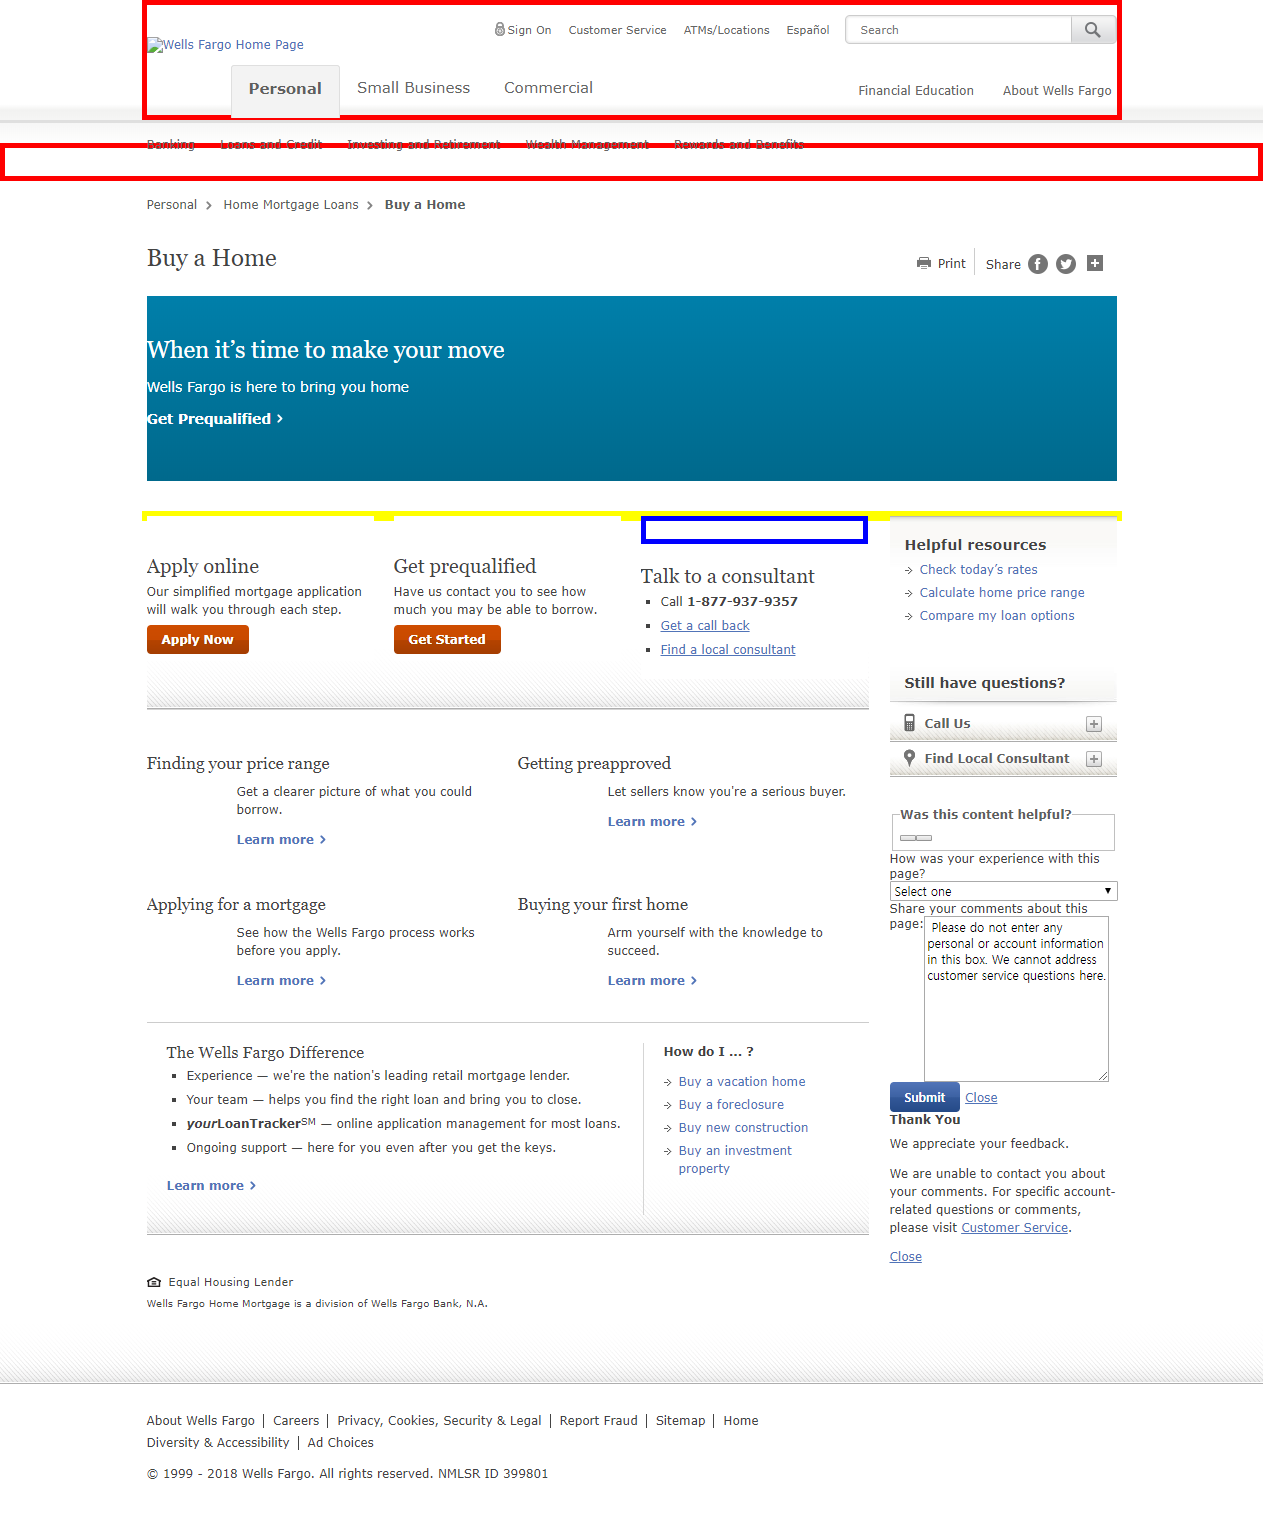 Sign On Customer Service ATMs/Locations Español Search
Wells Fargo Home Page
Personal Small Business Commercial Financial Education About Wells Fargo
Banking Loans and Credit Investing and Retirement Wealth Management Rewards and Benefits
Personal Home Mortgage Loans Buy a Home
Buy a Home
Print Share
When it’s time to make your move
Wells Fargo is here to bring you home
Get Prequalified
Apply online
Our simplified mortgage application
will walk you through each step.
Apply Now
Get prequalified
Have us contact you to see how
much you may be able to borrow.
Get Started
Talk to a consultant
Call 1-877-937-9357
Get a call back
Find a local consultant
Helpful resources
Check today’s rates
Calculate home price range
Compare my loan options
Still have questions?
Call Us
Find Local Consultant
Finding your price range
Get a clearer picture of what you could
borrow.
Learn more
Getting preapproved
Let sellers know you're a serious buyer.
Learn more
Applying for a mortgage
See how the Wells Fargo process works
before you apply.
Learn more
Buying your first home
Arm yourself with the knowledge to
succeed.
Learn more
Was this content helpful?
How was your experience with this
page?
Select one
Share your comments about this
page:
Please do not enter any
personal or account information
in this box. We cannot address
customer service questions here.
Submit Close
Thank You
We appreciate your feedback.
We are unable to contact you about
your comments. For specific account-
related questions or comments,
please visit Customer Service.
Close
The Wells Fargo Difference
Experience — we're the nation's leading retail mortgage lender.
Your team — helps you find the right loan and bring you to close.
yourLoanTracker℠ — online application management for most loans.
Ongoing support — here for you even after you get the keys.
Learn more
How do I ... ?
Buy a vacation home
Buy a foreclosure
Buy new construction
Buy an investment
property
Equal Housing Lender
Wells Fargo Home Mortgage is a division of Wells Fargo Bank, N.A.
About Wells Fargo Careers Privacy, Cookies, Security & Legal Report Fraud Sitemap Home
Diversity & Accessibility Ad Choices
© 1999 - 2018 Wells Fargo. All rights reserved. NMLSR ID 399801